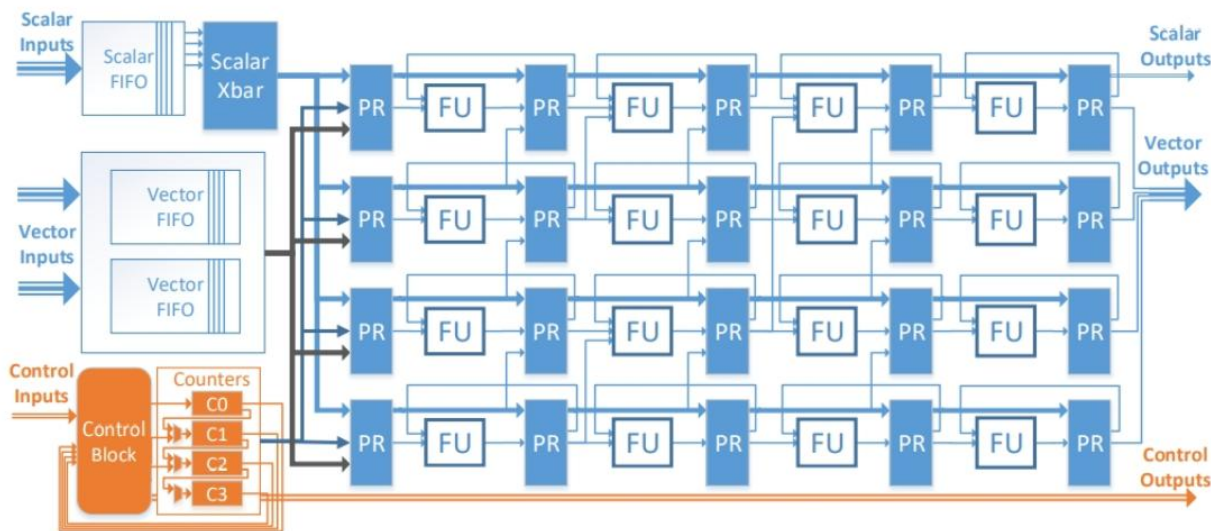 Scalar
Inputs
Scalar
FIFO
Scalar
Xbar
PR
FU
PR
FU
PR
FU
PR
FU
PR
Scalar
Outputs
Vector
Inputs
Vector
FIFO
Vector
FIFO
PR
FU
PR
FU
PR
FU
PR
FU
PR
Vector
Outputs
PR
FU
PR
FU
PR
FU
PR
FU
PR
Control
Inputs
Control
Block
Counters
C0
C1
C2
C3
PR
FU
PR
FU
PR
FU
PR
FU
PR
Control
Outputs